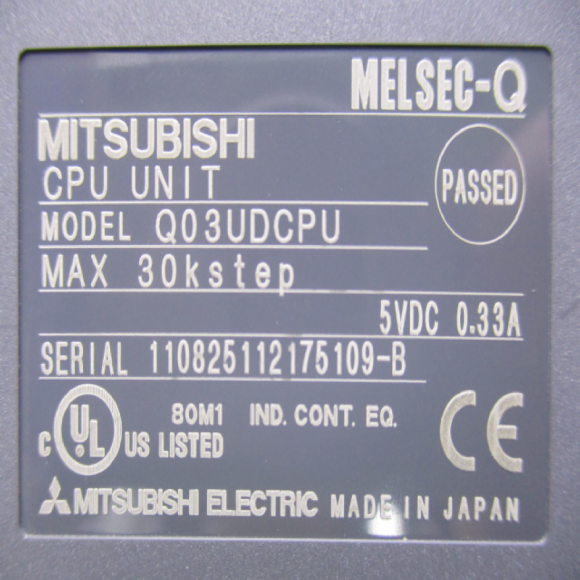 MELSEC-Q
MITSUBISHI
CPU UNIT
PASSED
MODEL Q03UDCPU
MAX 30kstep
5VDC 0.33A
SERIAL 110825112175109-B
80M1 IND. CONT. EQ.
C UL US LISTED
CE
MITSUBISHI ELECTRIC MADE IN JAPAN